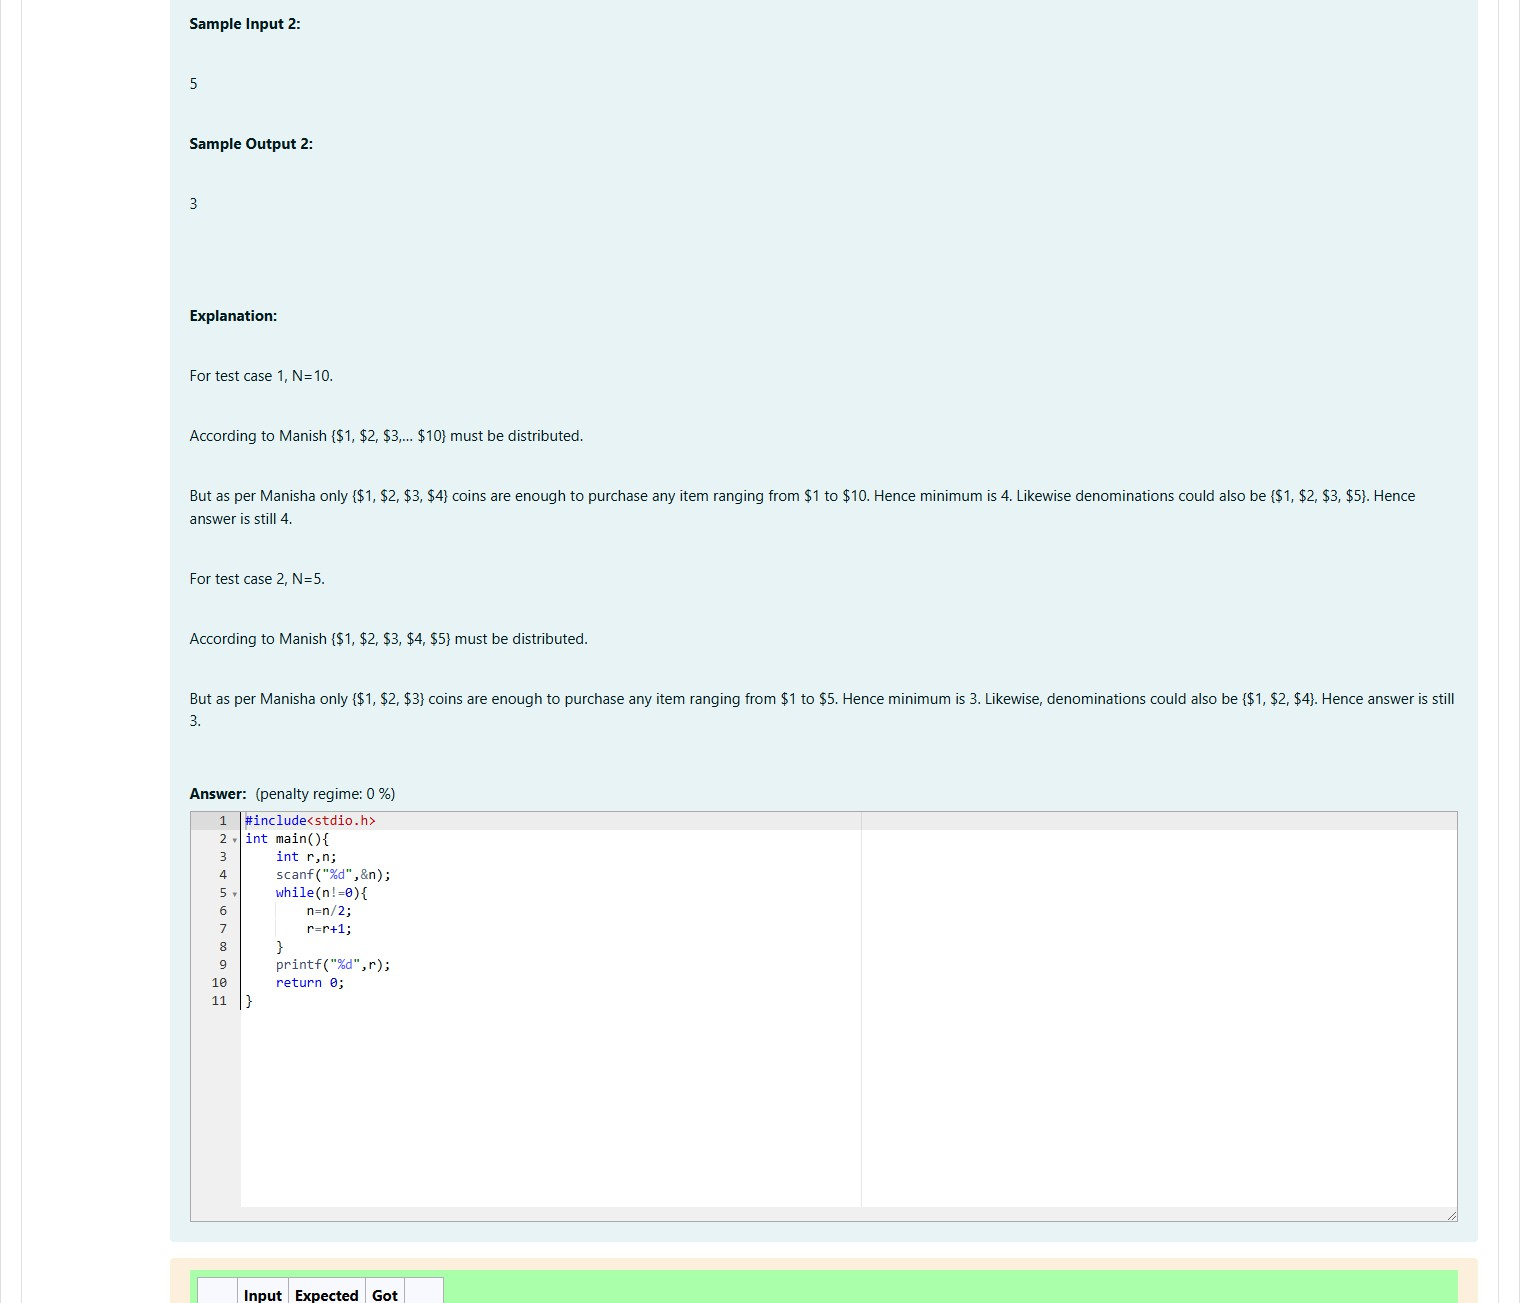 Sample Input 2:
5
Sample Output 2:
3
Explanation:
For test case 1, N=10.
According to Manish {$1, $2, $3,... $10} must be distributed.
But as per Manisha only {$1, $2, $3, $4} coins are enough to purchase any item ranging from $1 to $10. Hence minimum is 4. Likewise denominations could also be {$1, $2, $3, $5}. Hence
answer is still 4.
For test case 2, N=5.
According to Manish {$1, $2, $3, $4, $5} must be distributed.
But as per Manisha only {$1, $2, $3} coins are enough to purchase any item ranging from $1 to $5. Hence minimum is 3. Likewise, denominations could also be {$1, $2, $4}. Hence answer is still
3.
Answer: (penalty regime: 0 %)
1 #include<stdio.h>
2 int main(){
3     int r,n;
4     scanf("%d",&n);
5     while(n!=0){
6         n=n/2;
7         r=r+1;
8     }
9     printf("%d",r);
10     return 0;
11 }
Input Expected Got